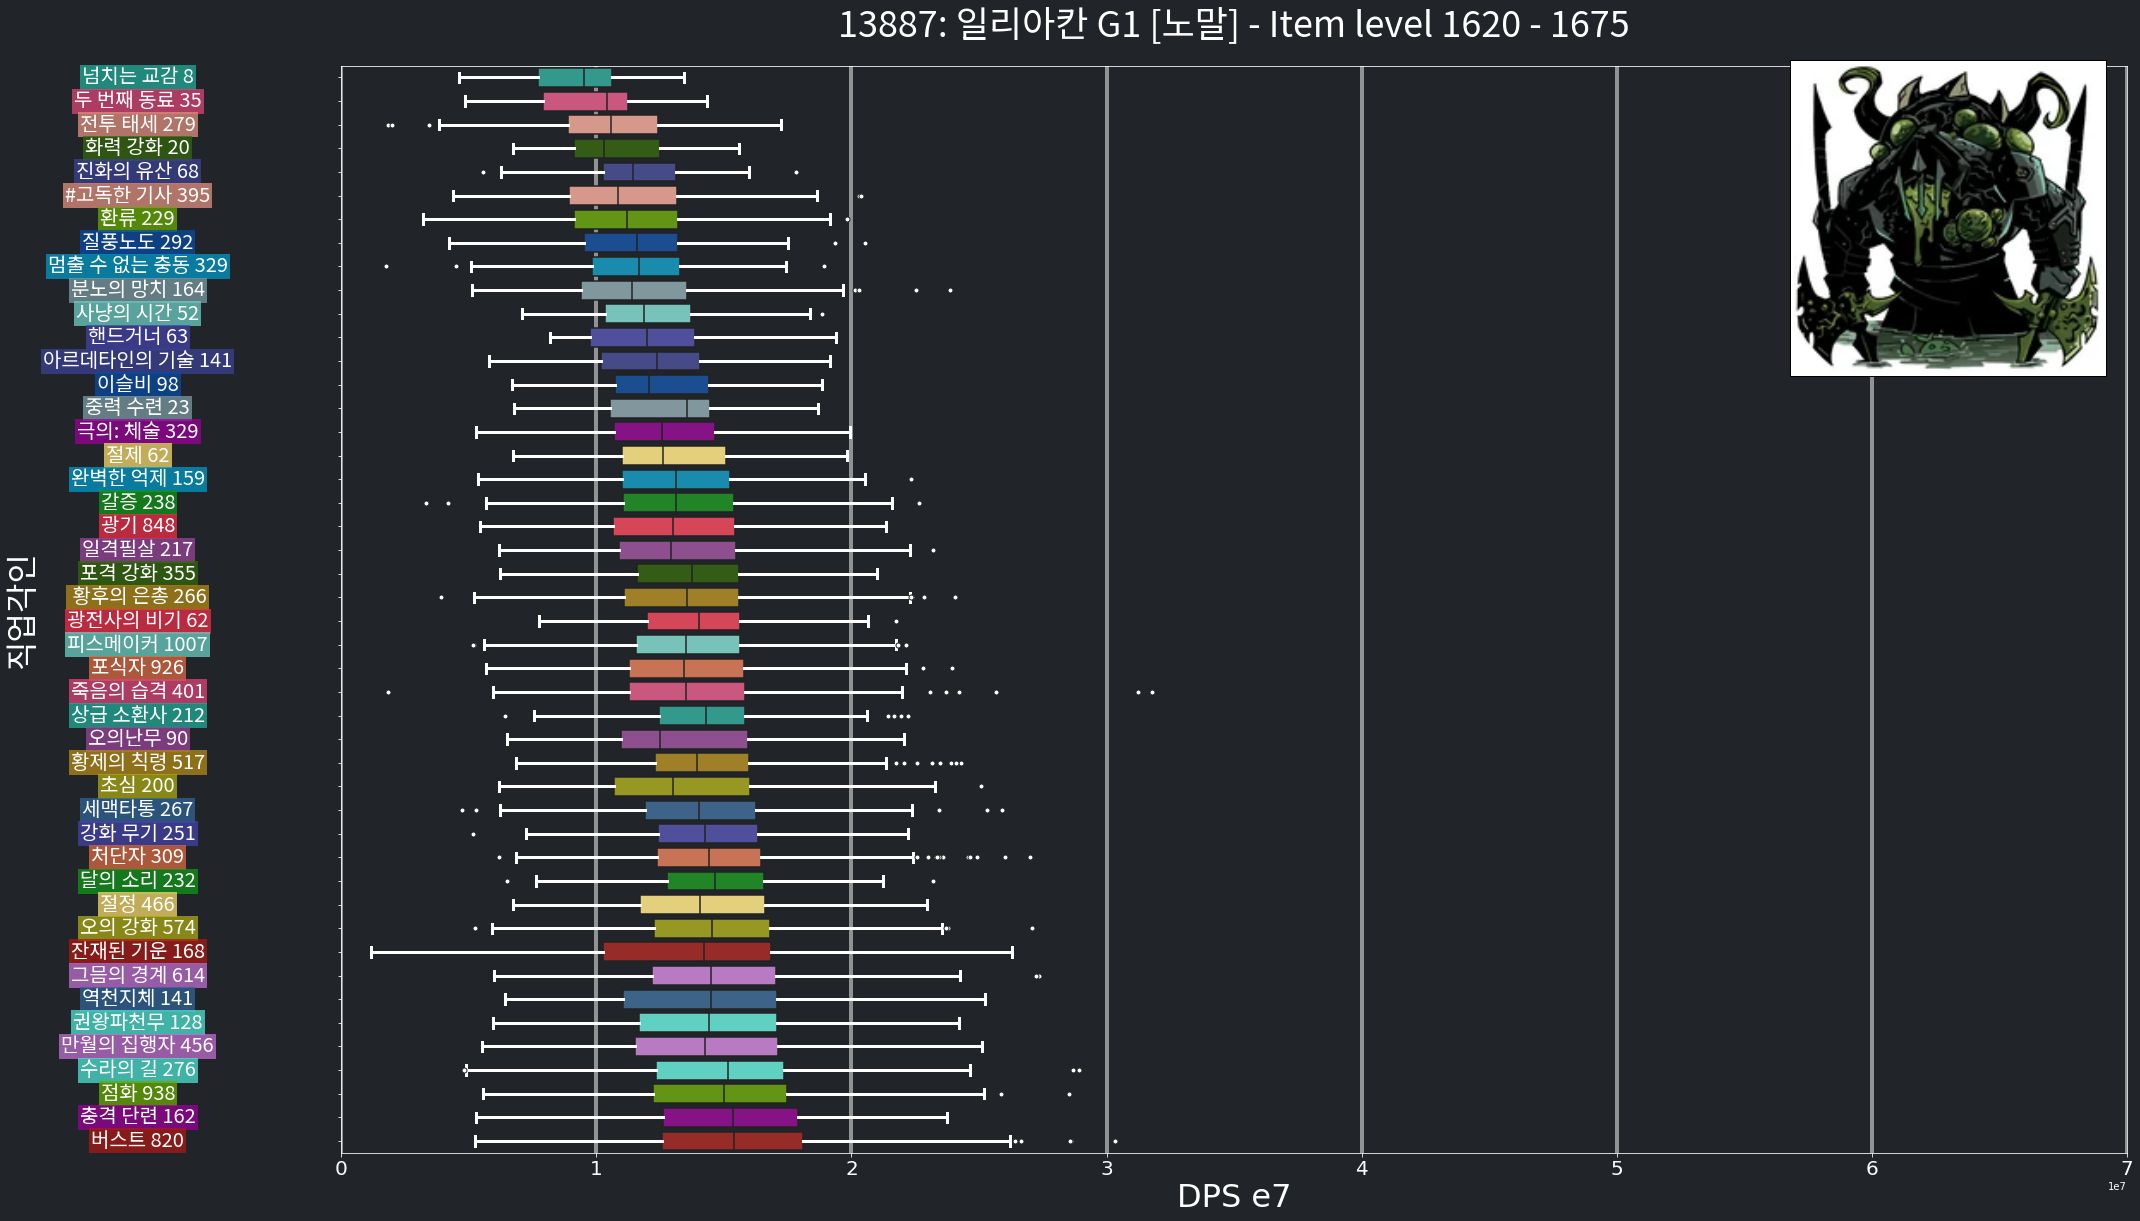 13887: 일리아칸 G1 [노말] - Item level 1620 - 1675
넘치는 교감 8
두 번째 동료 35
전투 태세 279
화력 강화 20
진화의 유산 68
#고독한 기사 395
환류 229
질풍노도 292
멈출 수 없는 충동 329
분노의 망치 164
사냥의 시간 52
핸드거너 63
아르데타인의 기술 141
이슬비 98
중력 수련 23
극의: 체술 329
절제 62
완벽한 억제 159
갈증 238
광기 848
일격필살 217
포격 강화 355
황후의 은총 266
광전사의 비기 62
피스메이커 1007
포식자 926
죽음의 습격 401
상급 소환사 212
오의난무 90
황제의 칙령 517
초심 200
세맥타통 267
강화 무기 251
처단자 309
달의 소리 232
절정 466
오의 강화 574
잔재된 기운 168
그믐의 경계 614
역천지체 141
권왕파천무 128
만월의 집행자 456
수라의 길 276
점화 938
충격 단련 162
버스트 820
직업각인
0 1 2 3 4 5 6 7
DPS e7
1e7